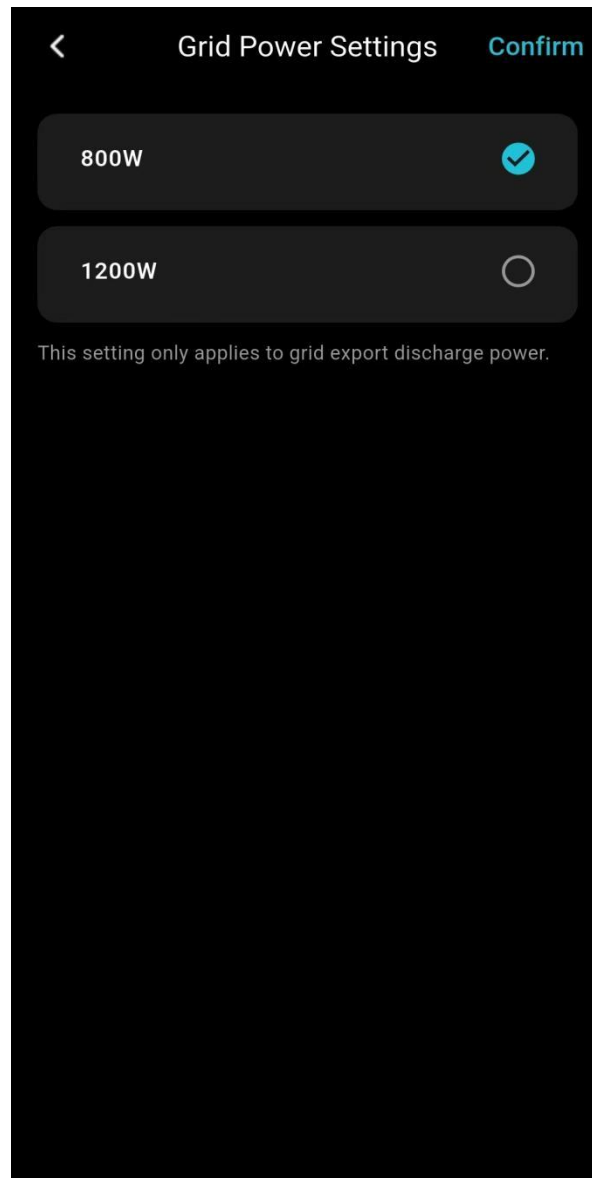 Grid Power Settings Confirm
800W
1200W
This setting only applies to grid export discharge power.